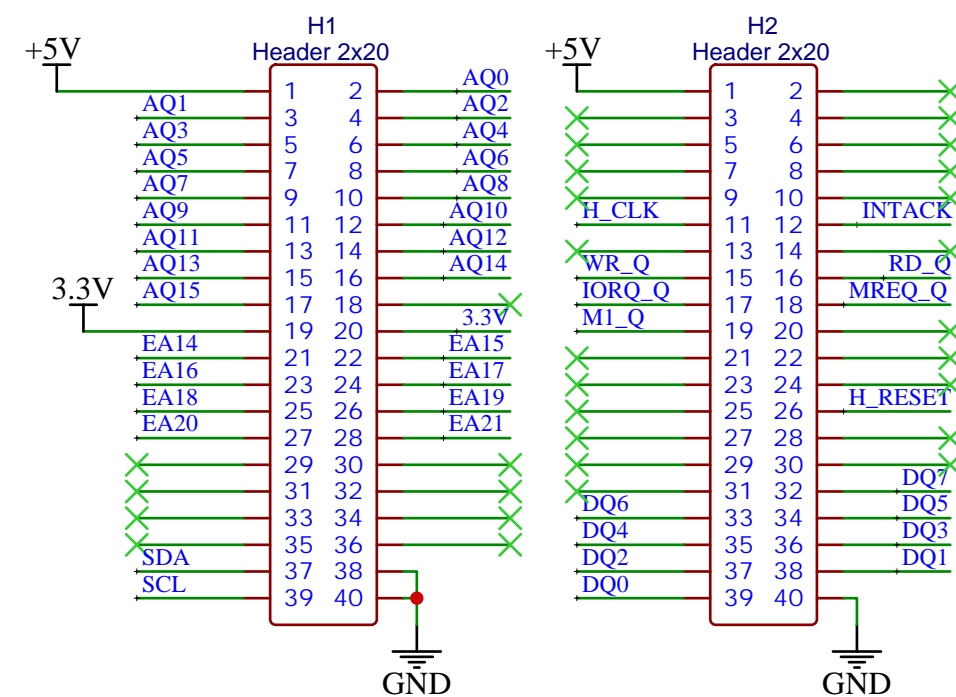 H1
Header 2x20
+5V
1 2 AQ0
AQ1 3 4 AQ2
AQ3 5 6 AQ4
AQ5 7 8 AQ6
AQ7 9 10 AQ8
AQ9 11 12 AQ10
AQ11 13 14 AQ12
AQ13 15 16 AQ14
AQ15 17 18
3.3V
19 20 3.3V
EA14 21 22 EA15
EA16 23 24 EA17
EA18 25 26 EA19
EA20 27 28 EA21
29 30
31 32
33 34
35 36
SDA 37 38
SCL 39 40
GND
H2
Header 2x20
+5V
1 2
3 4
5 6
7 8
9 10
H_CLK 11 12 INTACK
13 14
WR_Q 15 16 RD_Q
IORQ_Q 17 18 MREQ_Q
M1_Q 19 20
21 22
23 24
25 26 H_RESET
27 28
29 30
31 32 DQ7
DQ6 33 34 DQ5
DQ4 35 36 DQ3
DQ2 37 38 DQ1
DQ0 39 40
GND